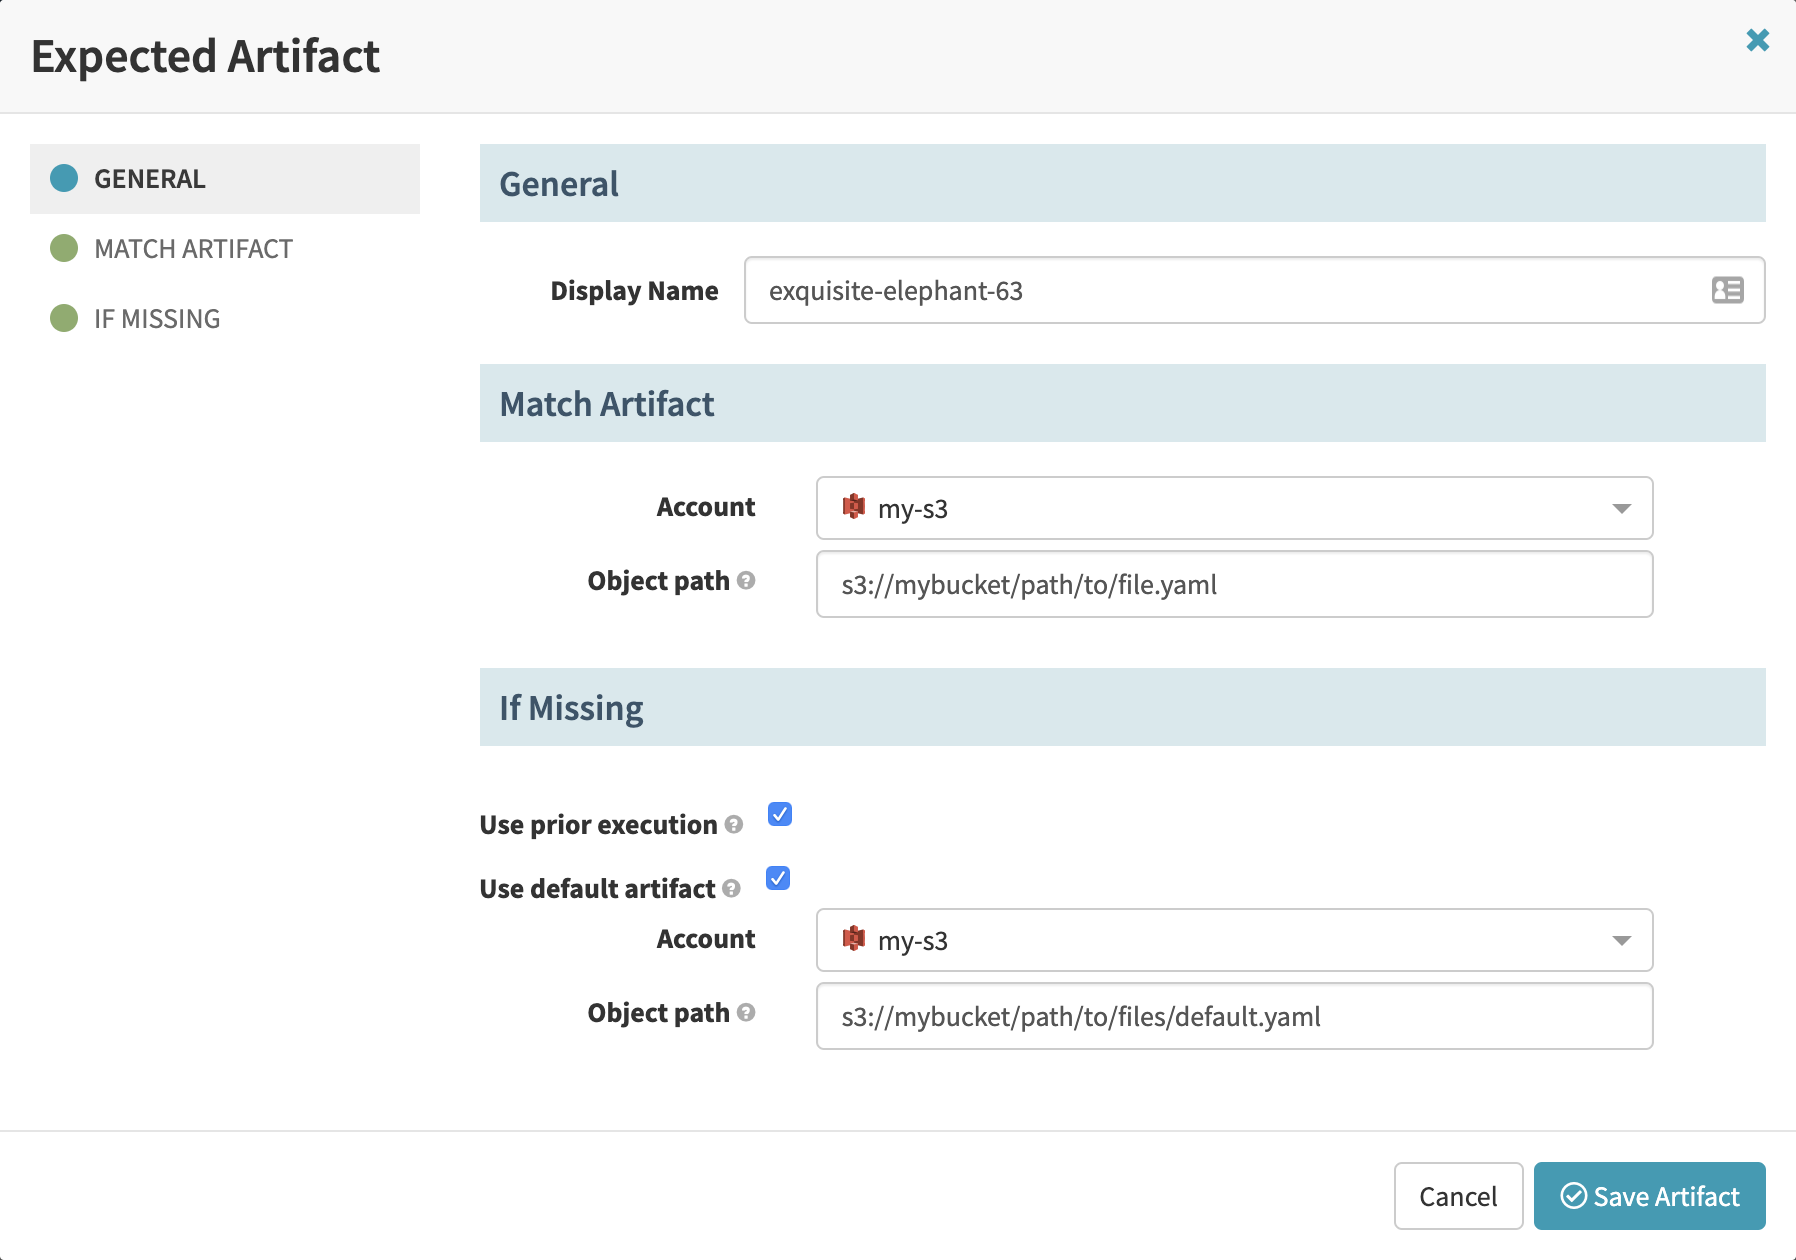 Expected Artifact
GENERAL
MATCH ARTIFACT
IF MISSING
General
Display Name exquisite-elephant-63
Match Artifact
Account my-s3
Object path s3://mybucket/path/to/file.yaml
If Missing
Use prior execution
Use default artifact
Account my-s3
Object path s3://mybucket/path/to/files/default.yaml
Cancel Save Artifact